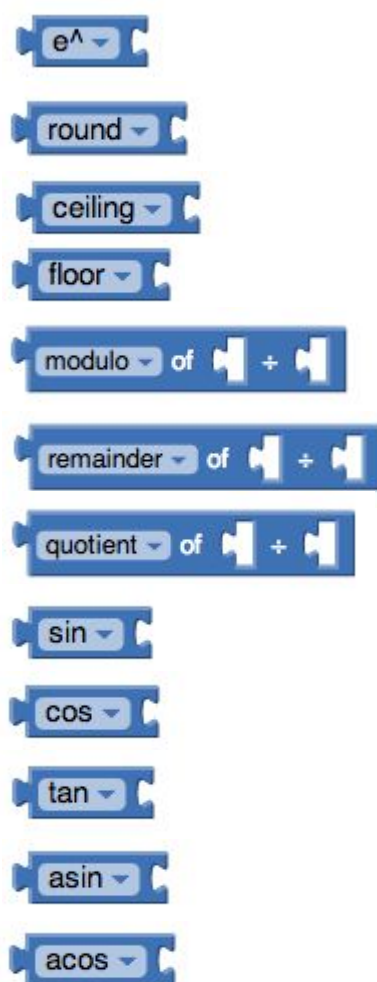 e^
round
ceiling
floor
modulo of ÷
remainder of ÷
quotient of ÷
sin
cos
tan
asin
acos